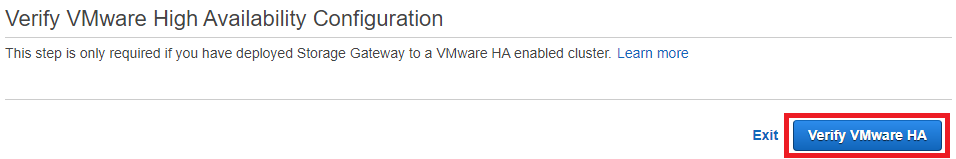 Verify VMware High Availability Configuration
This step is only required if you have deployed Storage Gateway to a VMware HA enabled cluster. Learn more
Exit Verify VMware HA